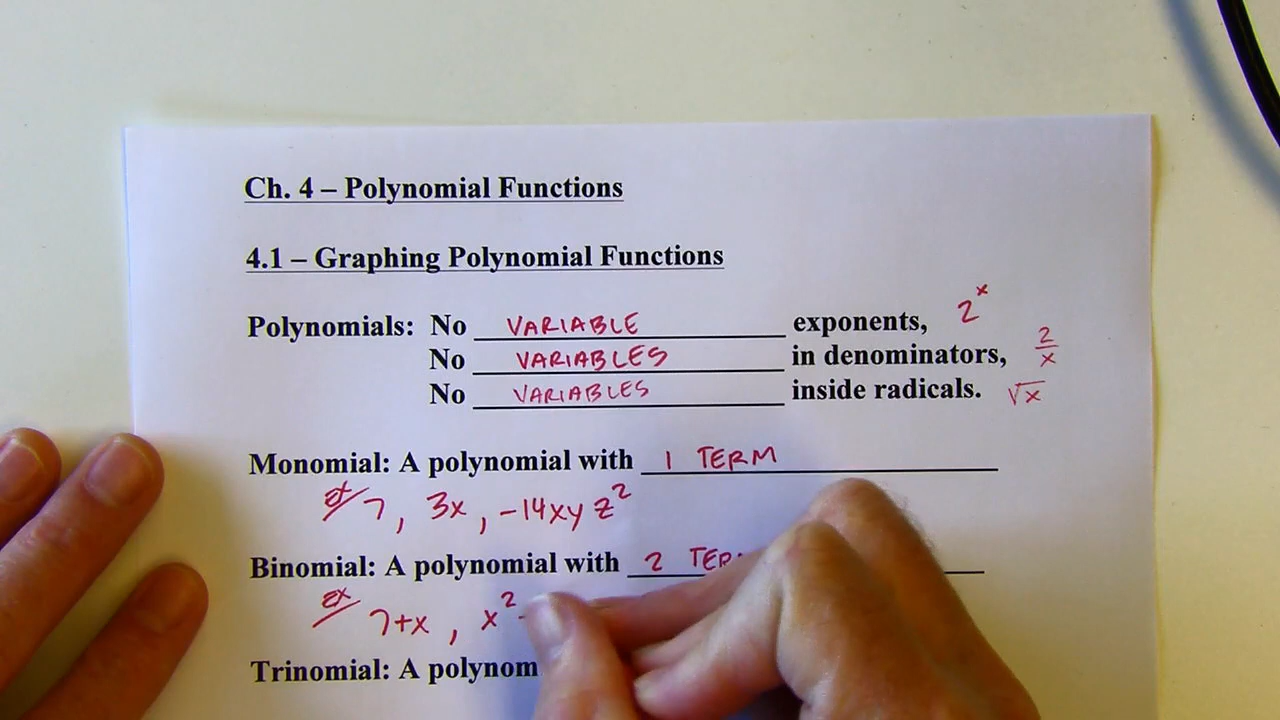 Ch. 4 – Polynomial Functions
4.1 – Graphing Polynomial Functions
Polynomials: No VARIABLE exponents, 2^x
No VARIABLES in denominators, 2/x
No VARIABLES inside radicals. √x
Monomial: A polynomial with 1 TERM
ex 7, 3x, -14xyz²
Binomial: A polynomial with 2
ex 7+x, x²
Trinomial: A